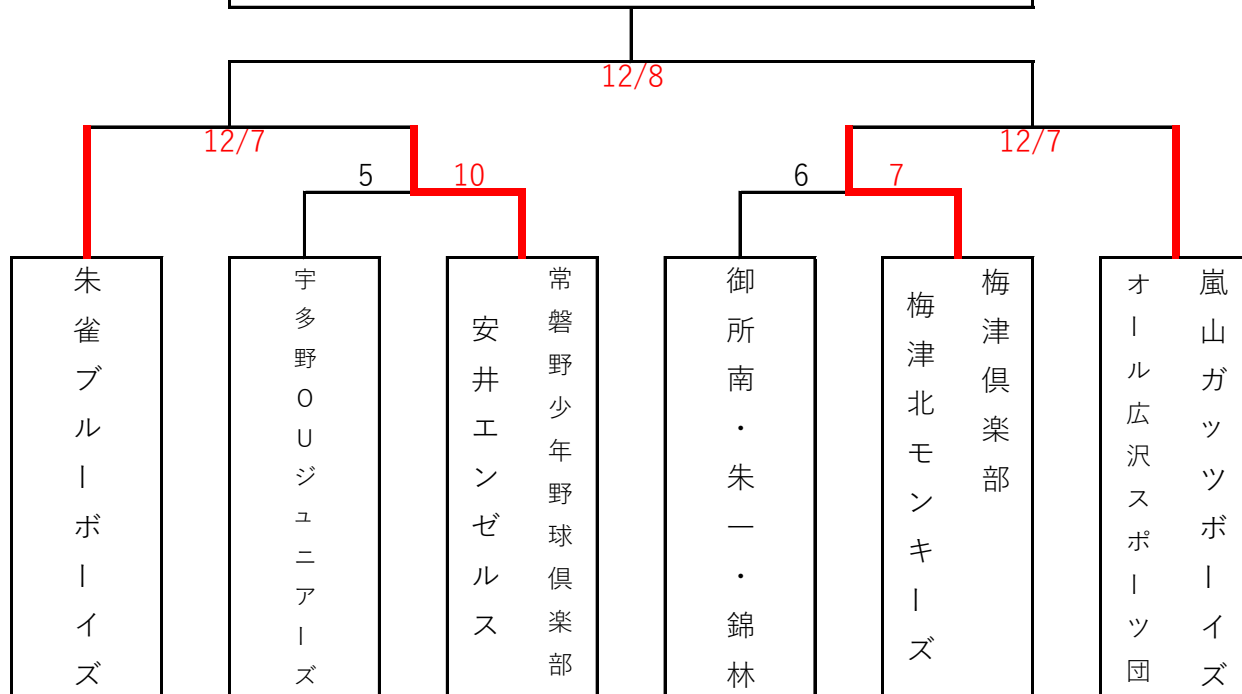 12/8
12/7
12/7
5
10
6
7
朱雀ブルーボーイズ
宇多野OUジュニアーズ
常磐野少年野球倶楽部
安井エンゼルス
御所南・朱一・錦林
梅津倶楽部
梅津北モンキーズ
嵐山ガッツボーイズ
オール広沢スポーツ団